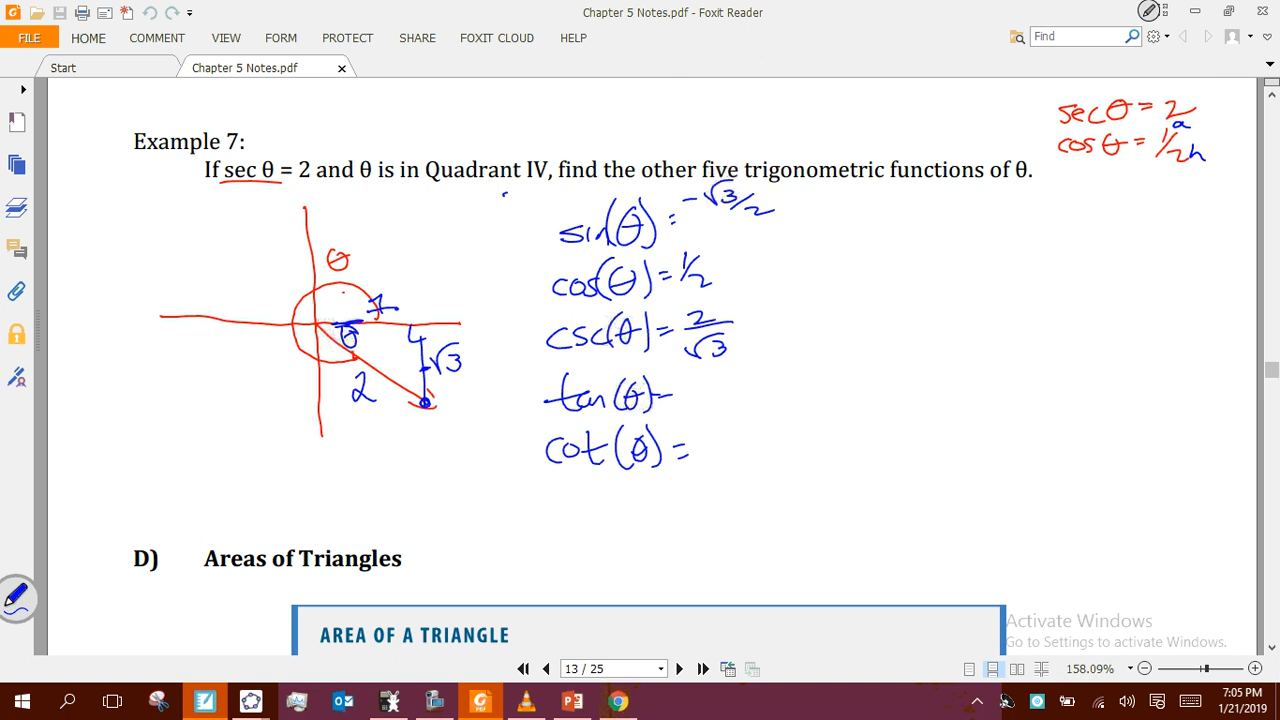 Chapter 5 Notes.pdf - Foxit Reader
FILE HOME COMMENT VIEW FORM PROTECT SHARE FOXIT CLOUD HELP Find
Start Chapter 5 Notes.pdf
sec θ = 2
cos θ = 1/2 a h
Example 7:
If sec θ = 2 and θ is in Quadrant IV, find the other five trigonometric functions of θ.
sin(θ) = -√3/2
θ
cos(θ) = 1/2
1
θ
csc(θ) = 2/√3
√3
2
tan(θ) =
cot(θ) =
D) Areas of Triangles
AREA OF A TRIANGLE
Activate Windows
Go to Settings to activate Windows.
13 / 25 158.09%
7:05 PM
1/21/2019